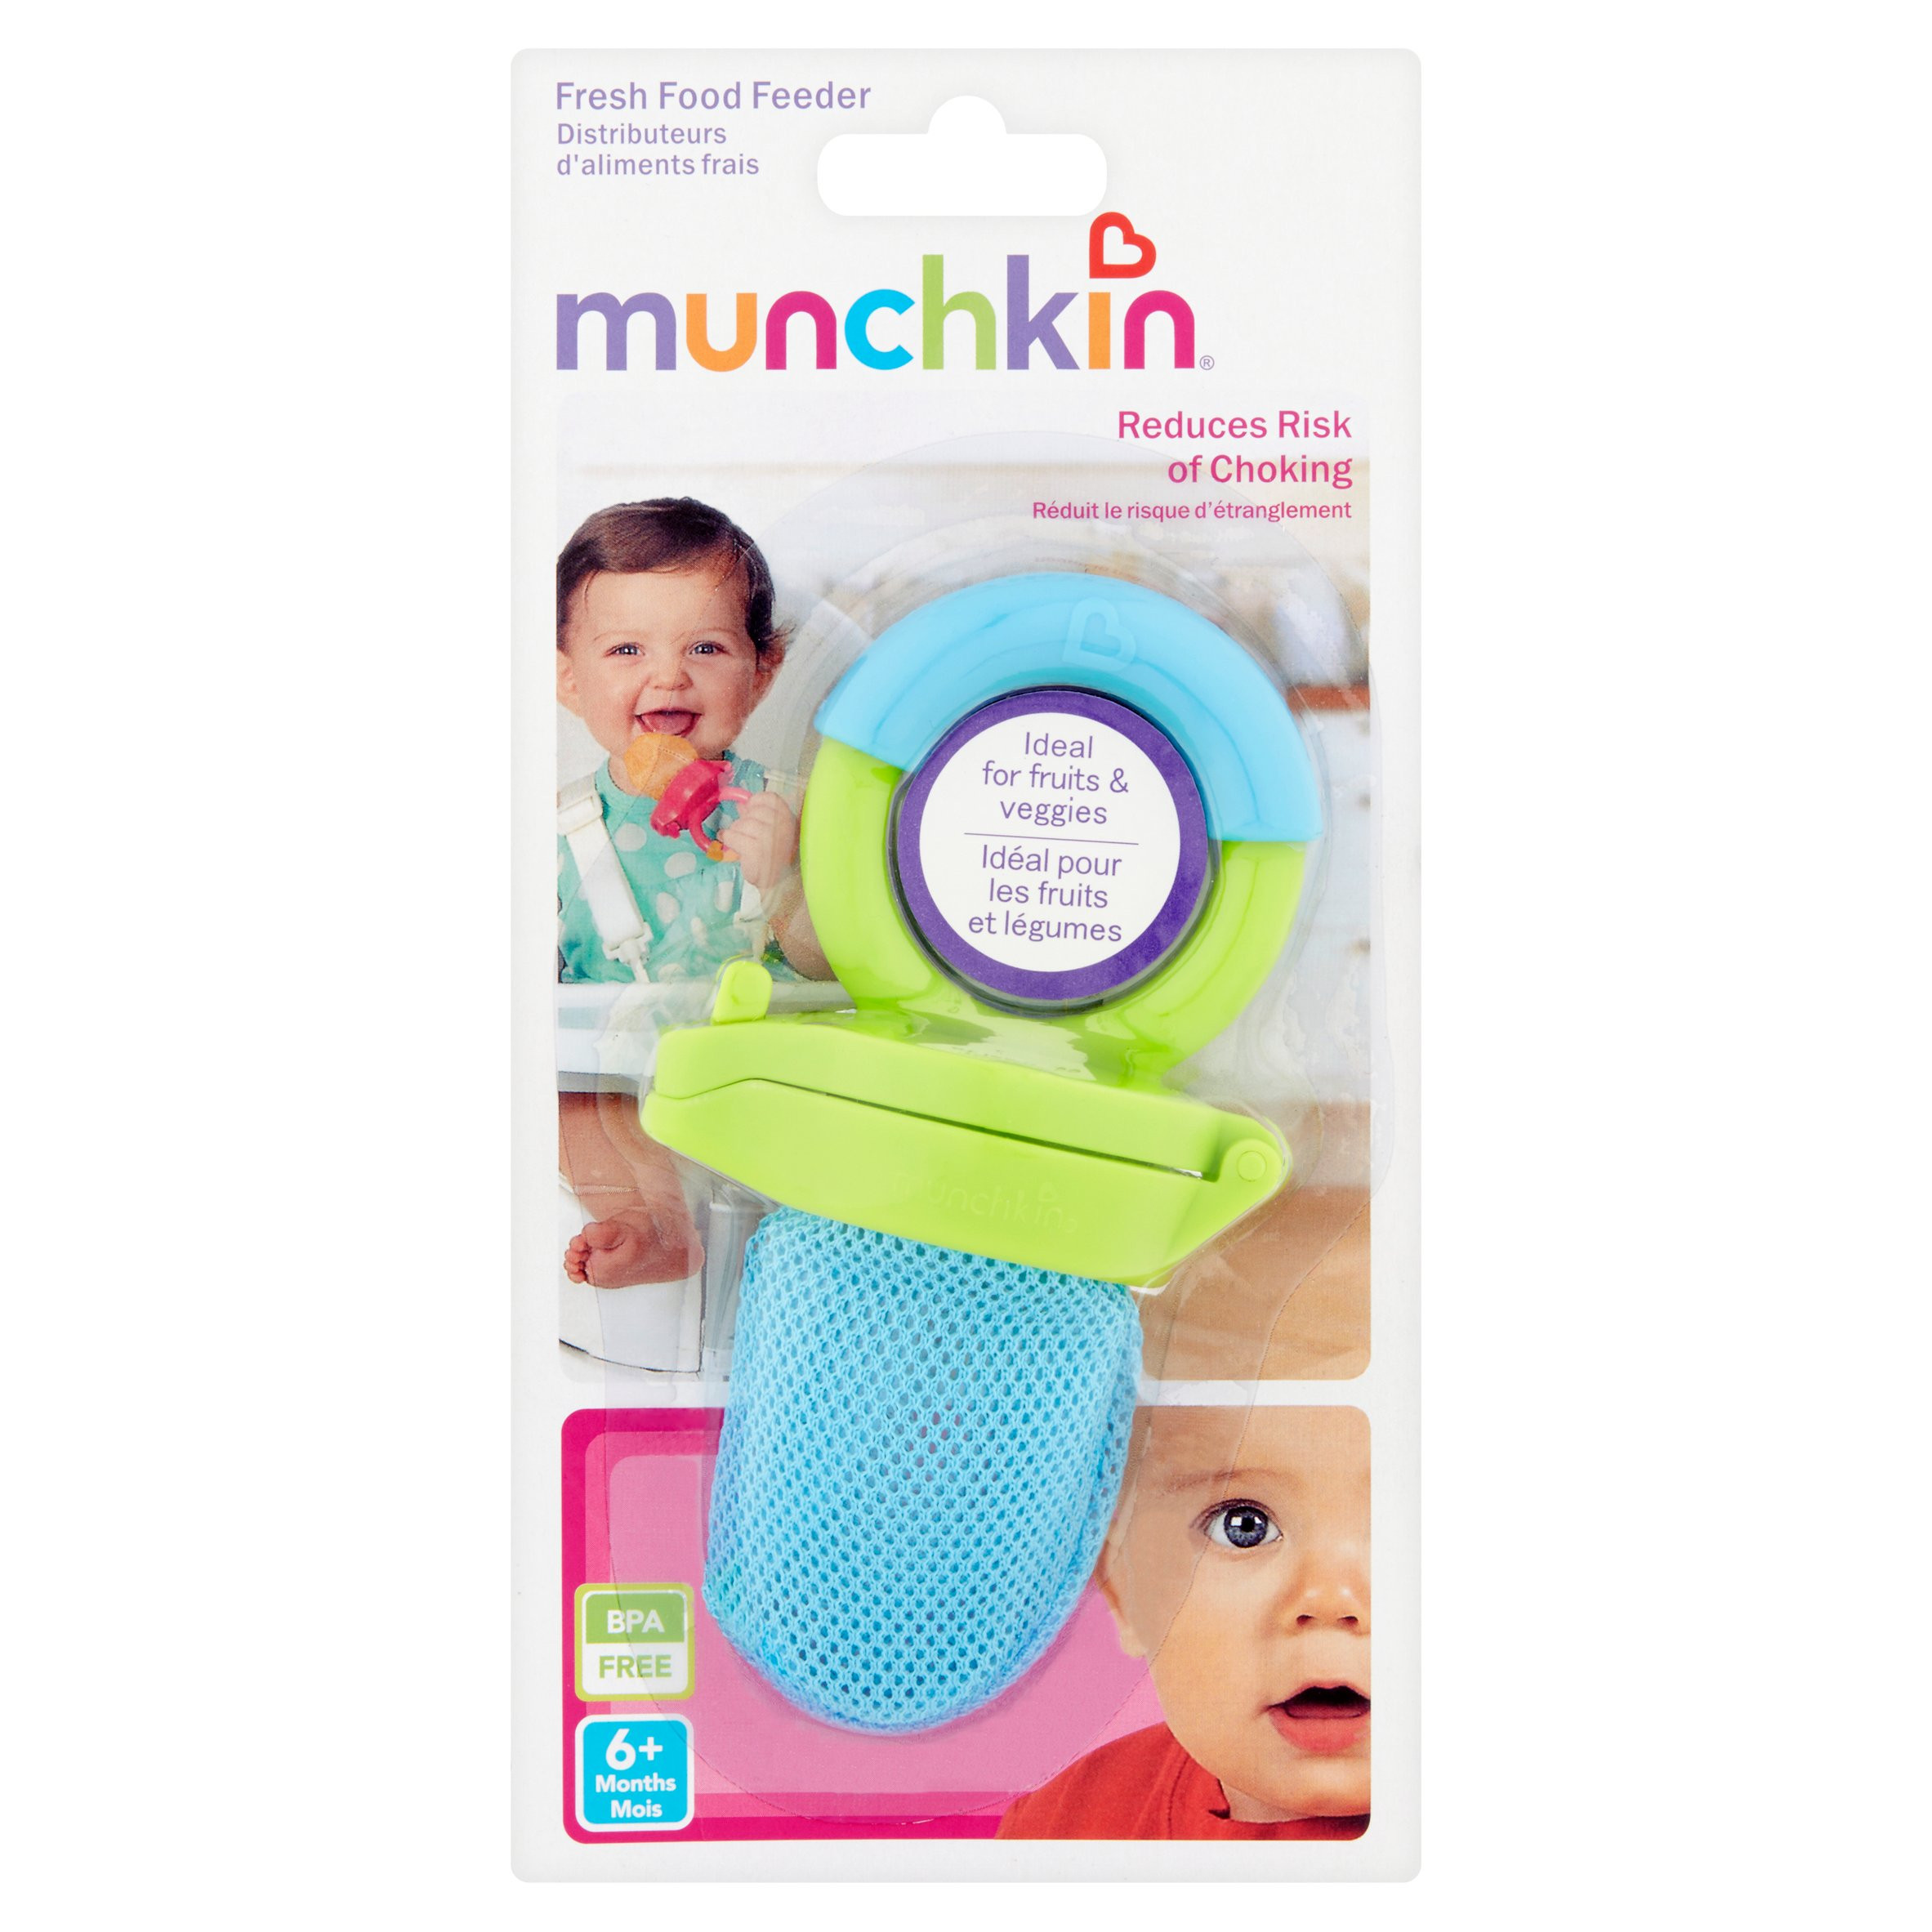 Fresh Food Feeder
Distributeurs
d'aliments frais
munchkin®
Reduces Risk
of Choking
Réduit le risque d'étranglement
Ideal
for fruits &
veggies
Idéal pour
les fruits
et légumes
munchkin
BPA
FREE
6+
Months
Mois